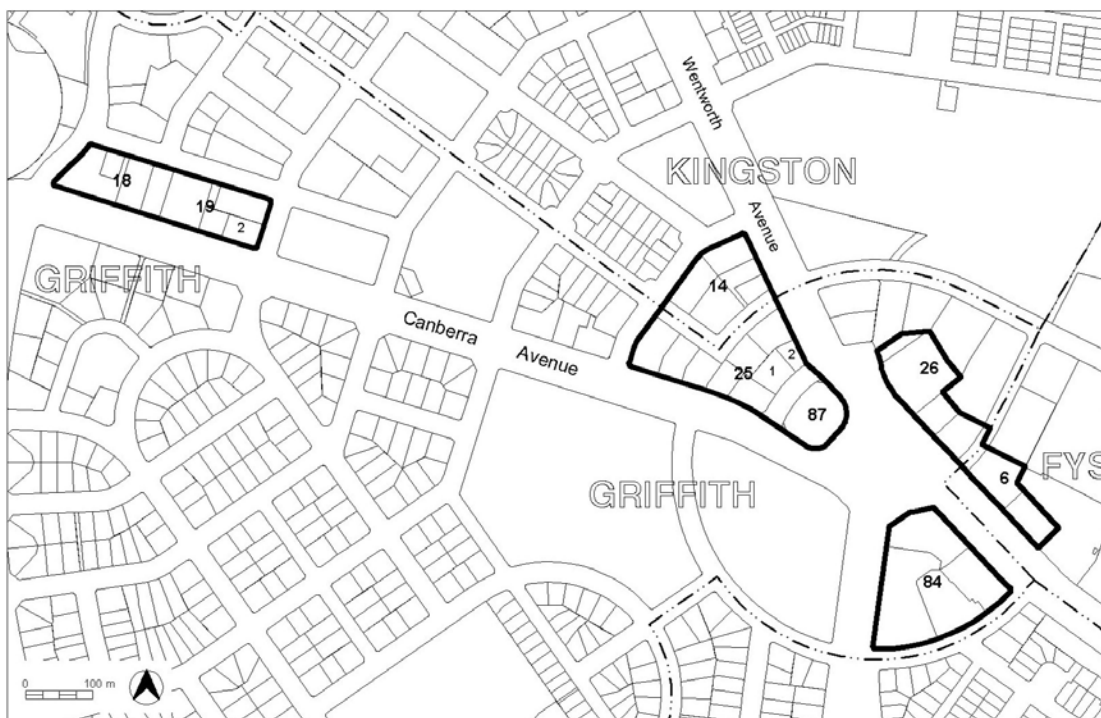 Wentworth
KINGSTON
Avenue
18
19
2
GRIFFITH
14
Canberra
Avenue
25
1
2
87
26
6
FYS
GRIFFITH
84
0
100 m